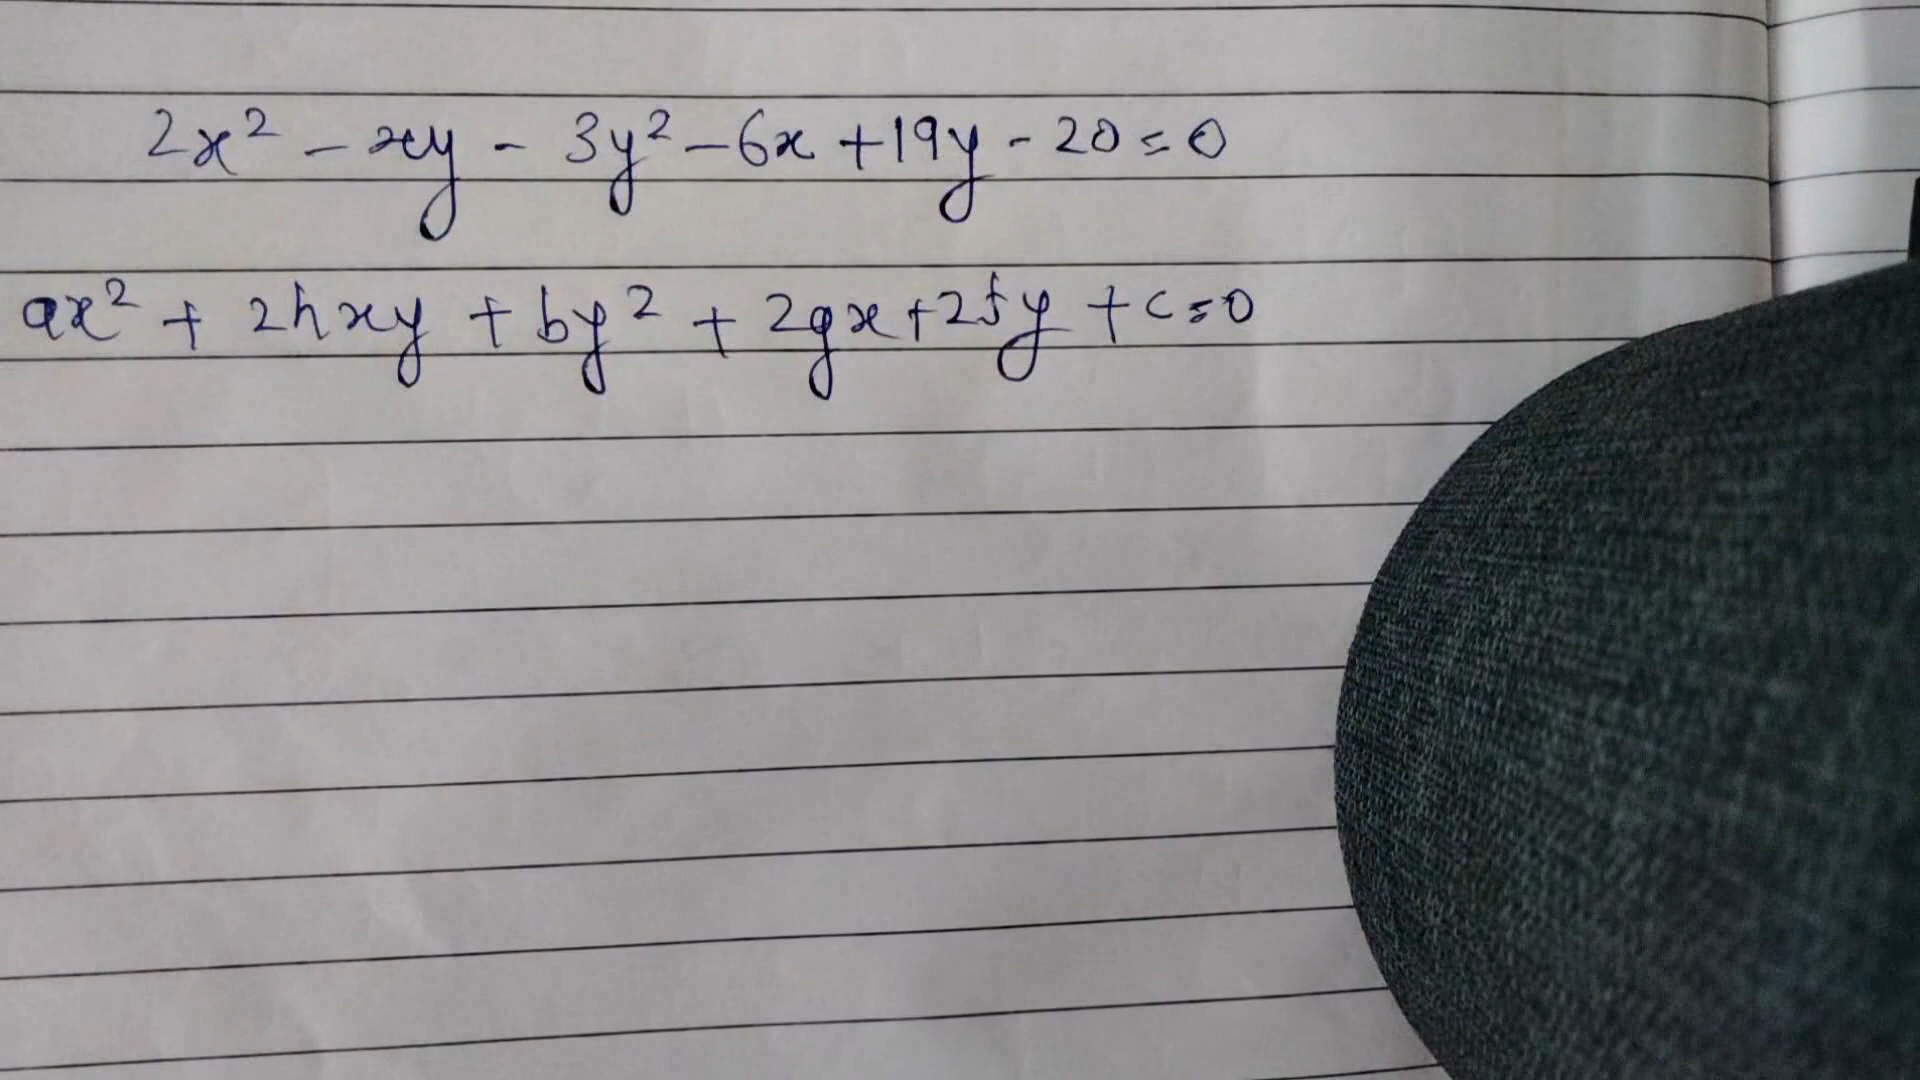 2x² - xy - 3y² - 6x + 19y - 20 = 0
ax² + 2hxy + by² + 2gx + 2fy + c = 0